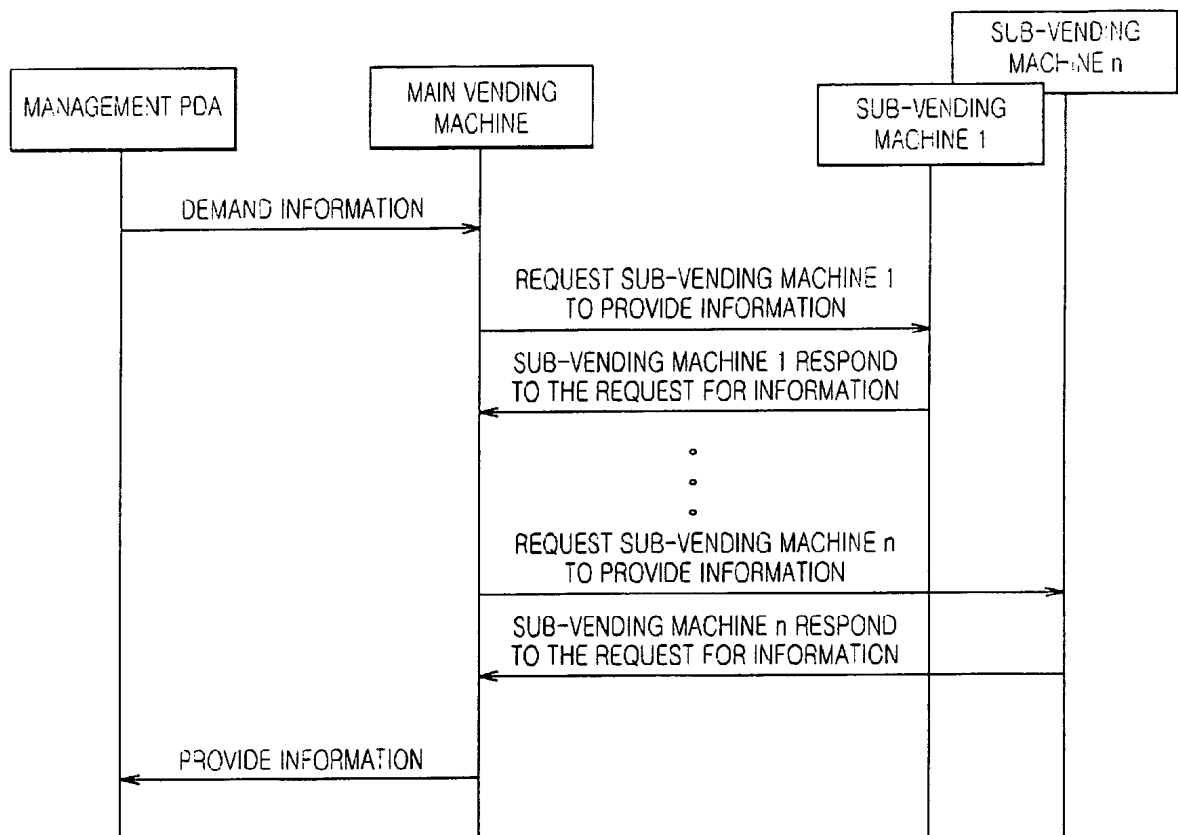 SUB-VENDING
MACHINE n
MANAGEMENT PDA
MAIN VENDING
MACHINE
SUB-VENDING
MACHINE 1
DEMAND INFORMATION
REQUEST SUB-VENDING MACHINE 1
TO PROVIDE INFORMATION
SUB-VENDING MACHINE 1 RESPOND
TO THE REQUEST FOR INFORMATION
REQUEST SUB-VENDING MACHINE n
TO PROVIDE INFORMATION
SUB-VENDING MACHINE n RESPOND
TO THE REQUEST FOR INFORMATION
PROVIDE INFORMATION